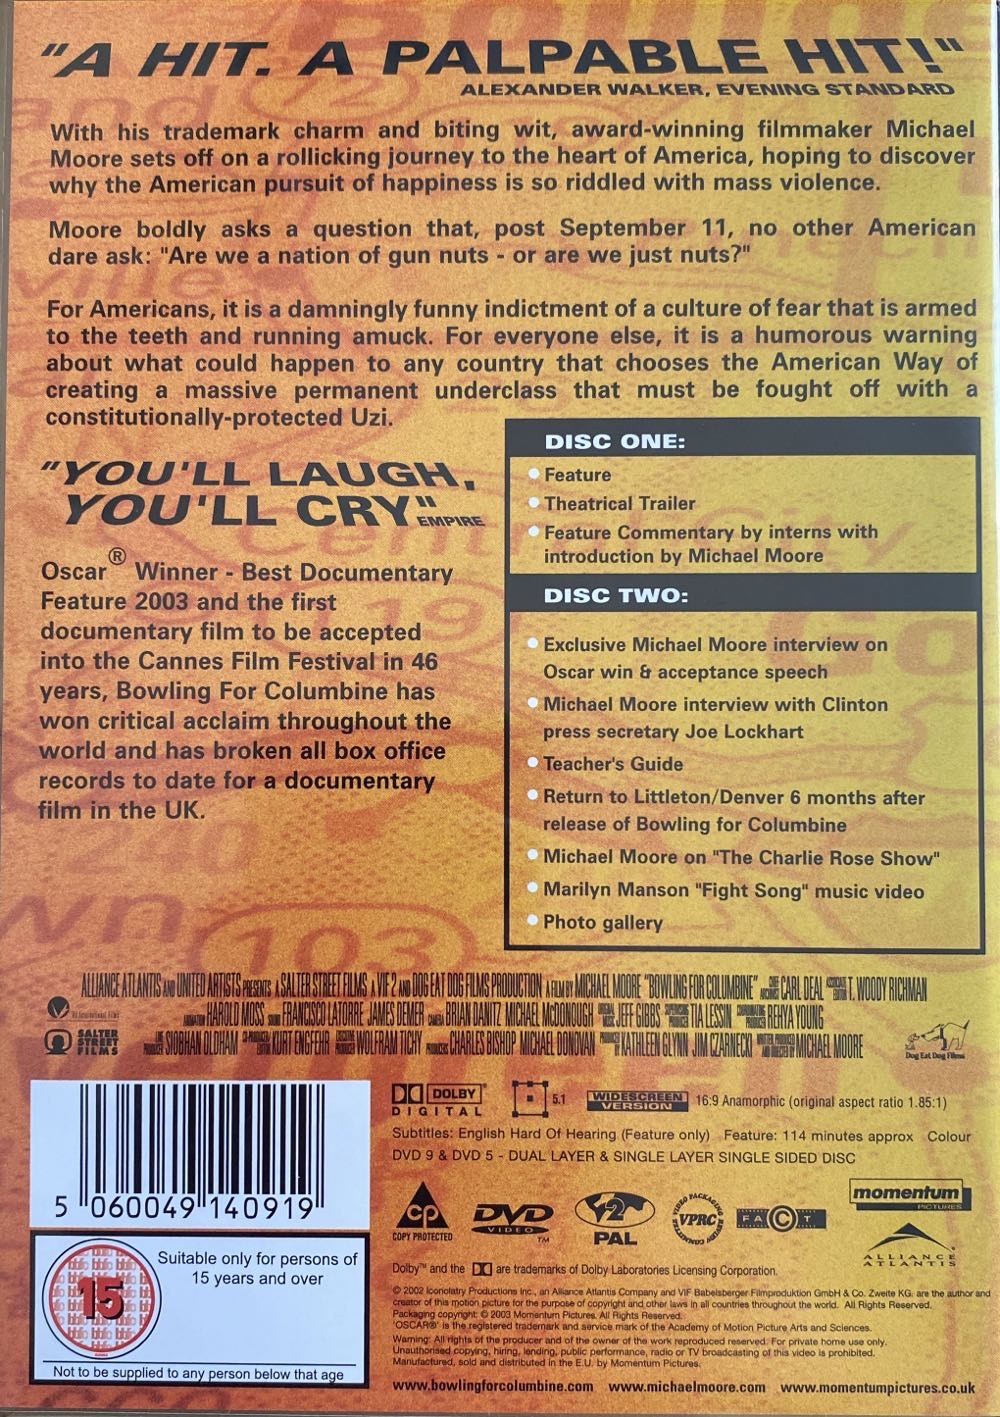 "A HIT. A PALPABLE HIT!"
ALEXANDER WALKER, EVENING STANDARD
With his trademark charm and biting wit, award-winning filmmaker Michael
Moore sets off on a rollicking journey to the heart of America, hoping to discover
why the American pursuit of happiness is so riddled with mass violence.
Moore boldly asks a question that, post September 11, no other American
dare ask: "Are we a nation of gun nuts - or are we just nuts?"
For Americans, it is a damningly funny indictment of a culture of fear that is armed
to the teeth and running amuck. For everyone else, it is a humorous warning
about what could happen to any country that chooses the American Way of
creating a massive permanent underclass that must be fought off with a
constitutionally-protected Uzi.
"YOU'LL LAUGH,
YOU'LL CRY" EMPIRE
Oscar® Winner - Best Documentary
Feature 2003 and the first
documentary film to be accepted
into the Cannes Film Festival in 46
years, Bowling For Columbine has
won critical acclaim throughout the
world and has broken all box office
records to date for a documentary
film in the UK.
DISC ONE:
• Feature
• Theatrical Trailer
• Feature Commentary by interns with
introduction by Michael Moore
DISC TWO:
• Exclusive Michael Moore interview on
Oscar win & acceptance speech
• Michael Moore interview with Clinton
press secretary Joe Lockhart
• Teacher's Guide
• Return to Littleton/Denver 6 months after
release of Bowling for Columbine
• Michael Moore on "The Charlie Rose Show"
• Marilyn Manson "Fight Song" music video
• Photo gallery
103
ALLIANCE ATLANTIS AND UNITED ARTISTS PRESENTS A SALTER STREET FILMS A VIF 2 AND DOG EAT DOG FILMS PRODUCTION A FILM BY MICHAEL MOORE "BOWLING FOR COLUMBINE" CARL DEAL T. WOODY RICHMAN
ANIMATION HAROLD MOSS SOUND FRANCISCO LATORRE JAMES DEMER CAMERA BRIAN DANITZ MICHAEL McDONOUGH JEFF GIBBS TIA LESSIN REHYA YOUNG
SIOBHAN OLDHAM KURT ENGFEHR WOLFRAM TICHY PRODUCERS CHARLES BISHOP MICHAEL DONOVAN KATHLEEN GLYNN JIM CZARNECKI MICHAEL MOORE
SALTER
STREET
FILMS
Dog Eat Dog Films
DOLBY
DIGITAL
5.1
WIDESCREEN
VERSION
16:9 Anamorphic (original aspect ratio 1.85:1)
Subtitles: English Hard Of Hearing (Feature only) Feature: 114 minutes approx Colour
DVD 9 & DVD 5 - DUAL LAYER & SINGLE LAYER SINGLE SIDED DISC
5 060049 140919
CP
COPY PROTECTED
DVD
VIDEO
TM
2
PAL
VPRC
FACT
momentum
PICTURES
ALLIANCE
ATLANTIS
15
Suitable only for persons of
15 years and over
Not to be supplied to any person below that age
Dolby™ and the are trademarks of Dolby Laboratories Licensing Corporation.
© 2002 Iconolatry Productions Inc., an Alliance Atlantis Company and VIF Babelsberger Filmproduktion GmbH & Co. Zweite KG. are the author and
creator of this motion picture for the purpose of copyright and other laws in all countries throughout the world. All Rights Reserved.
Packaging copyright: © 2003 Momentum Pictures. All Rights Reserved.
'OSCAR®' is the registered trademark and service mark of the Academy of Motion Picture Arts and Sciences.
Warning: All rights of the producer and of the owner of the work reproduced reserved. For private home use only.
Unauthorised copying, hiring, lending, public performance, radio or TV broadcasting of this video is prohibited.
Manufactured, sold and distributed in the E.U. by Momentum Pictures.
www.bowlingforcolumbine.com www.michaelmoore.com www.momentumpictures.co.uk